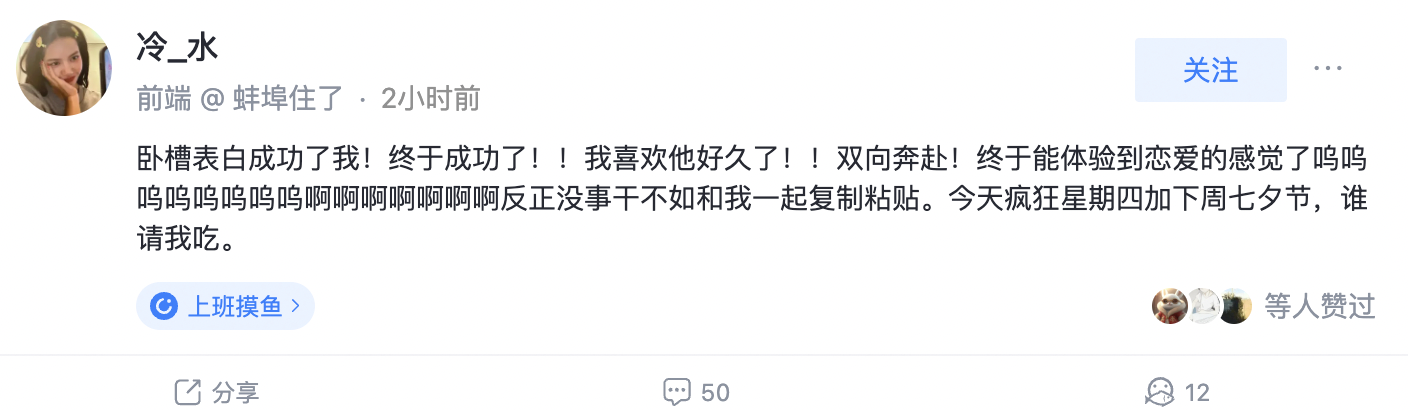 冷_水
关注
前端 @ 蚌埠住了 · 2小时前
卧槽表白成功了我！终于成功了！！我喜欢他好久了！！双向奔赴！终于能体验到恋爱的感觉了呜呜
呜呜呜呜呜呜啊啊啊啊啊啊啊反正没事干不如和我一起复制粘贴。今天疯狂星期四加下周七夕节，谁
请我吃。
上班摸鱼
等人赞过
分享
50
12